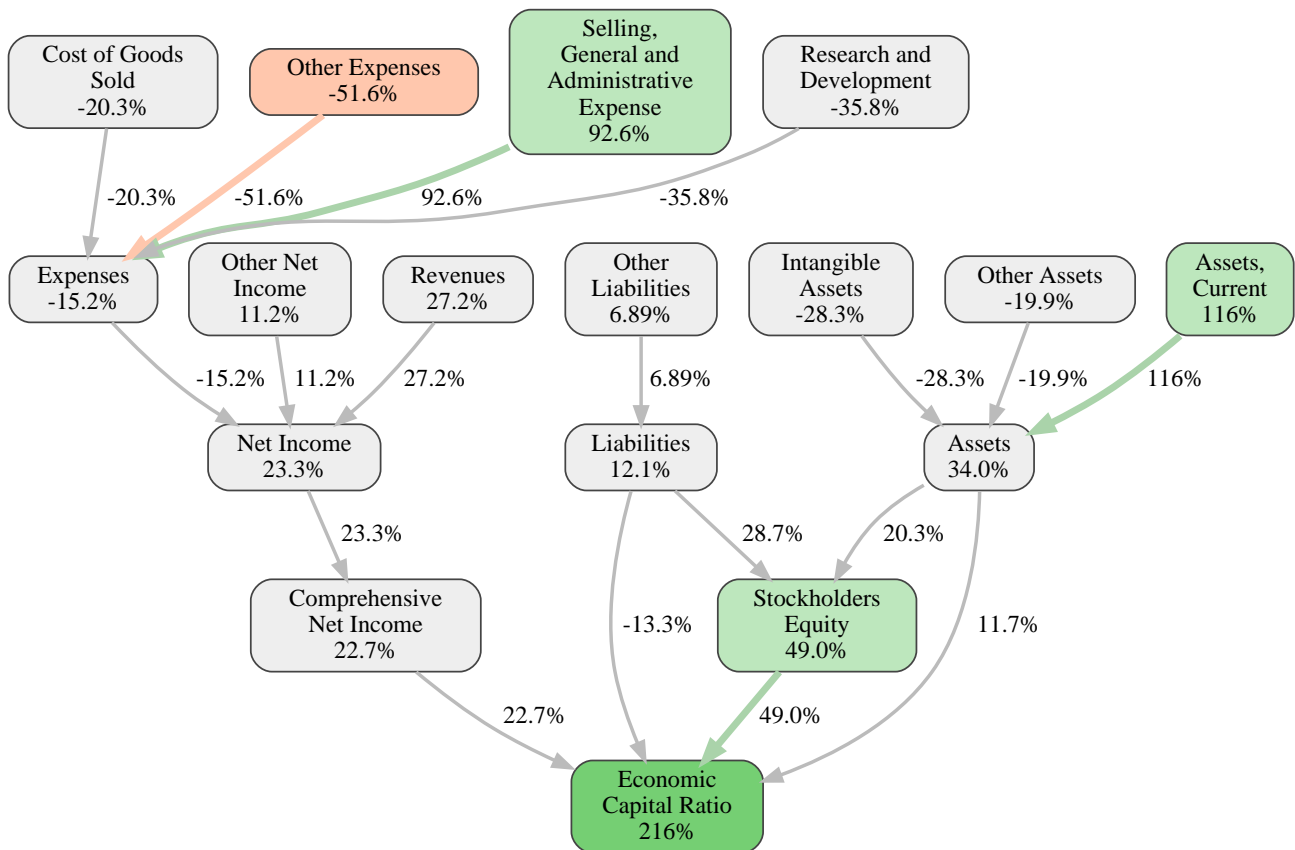 Cost of Goods
Sold
-20.3%
Other Expenses
-51.6%
Selling,
General and
Administrative
Expense
92.6%
Research and
Development
-35.8%
-20.3%
-51.6%
92.6%
-35.8%
Expenses
-15.2%
Other Net
Income
11.2%
Revenues
27.2%
Other
Liabilities
6.89%
Intangible
Assets
-28.3%
Other Assets
-19.9%
Assets,
Current
116%
-15.2%
11.2%
27.2%
6.89%
-28.3%
-19.9%
116%
Net Income
23.3%
Liabilities
12.1%
Assets
34.0%
23.3%
28.7%
20.3%
Comprehensive
Net Income
22.7%
-13.3%
Stockholders
Equity
49.0%
11.7%
22.7%
49.0%
Economic
Capital Ratio
216%